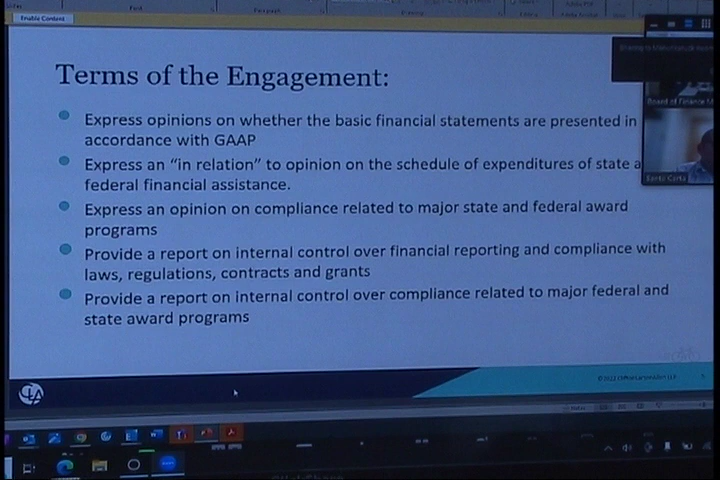 Enable Content
Terms of the Engagement:
Express opinions on whether the basic financial statements are presented in
accordance with GAAP
Express an “in relation” to opinion on the schedule of expenditures of state a
federal financial assistance.
Express an opinion on compliance related to major state and federal award
programs
Provide a report on internal control over financial reporting and compliance with
laws, regulations, contracts and grants
Provide a report on internal control over compliance related to major federal and
state award programs
Board of Finance M
CLA